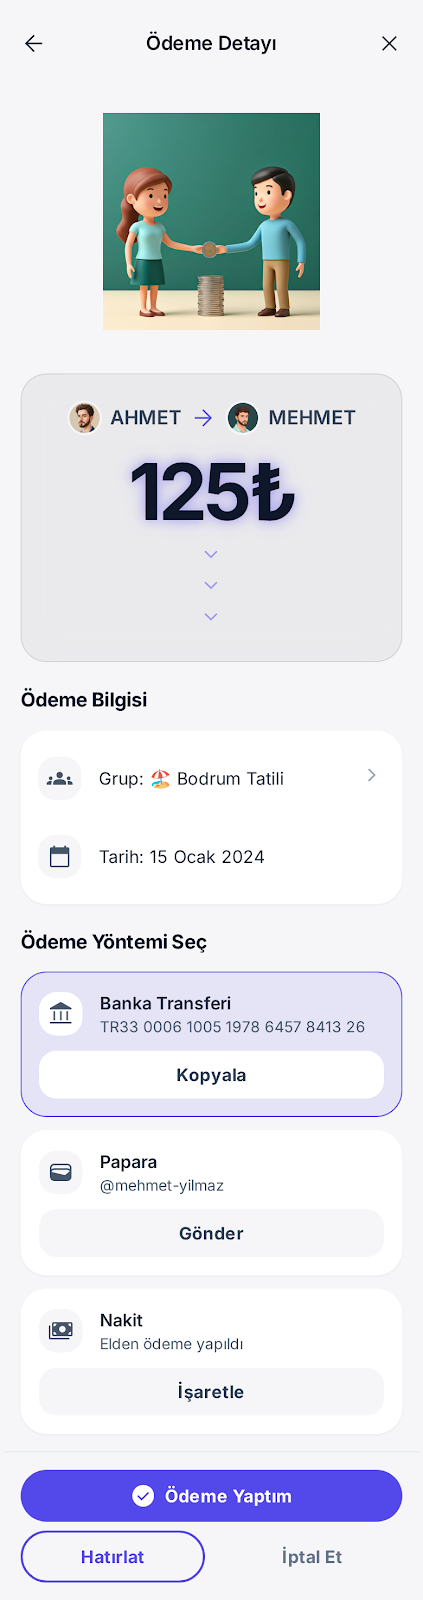 Ödeme Detayı
AHMET → MEHMET
125₺
Ödeme Bilgisi
Grup: 🏖️ Bodrum Tatili
Tarih: 15 Ocak 2024
Ödeme Yöntemi Seç
Banka Transferi
TR33 0006 1005 1978 6457 8413 26
Kopyala
Papara
@mehmet-yilmaz
Gönder
Nakit
Elden ödeme yapıldı
İşaretle
Ödeme Yaptım
Hatırlat İptal Et